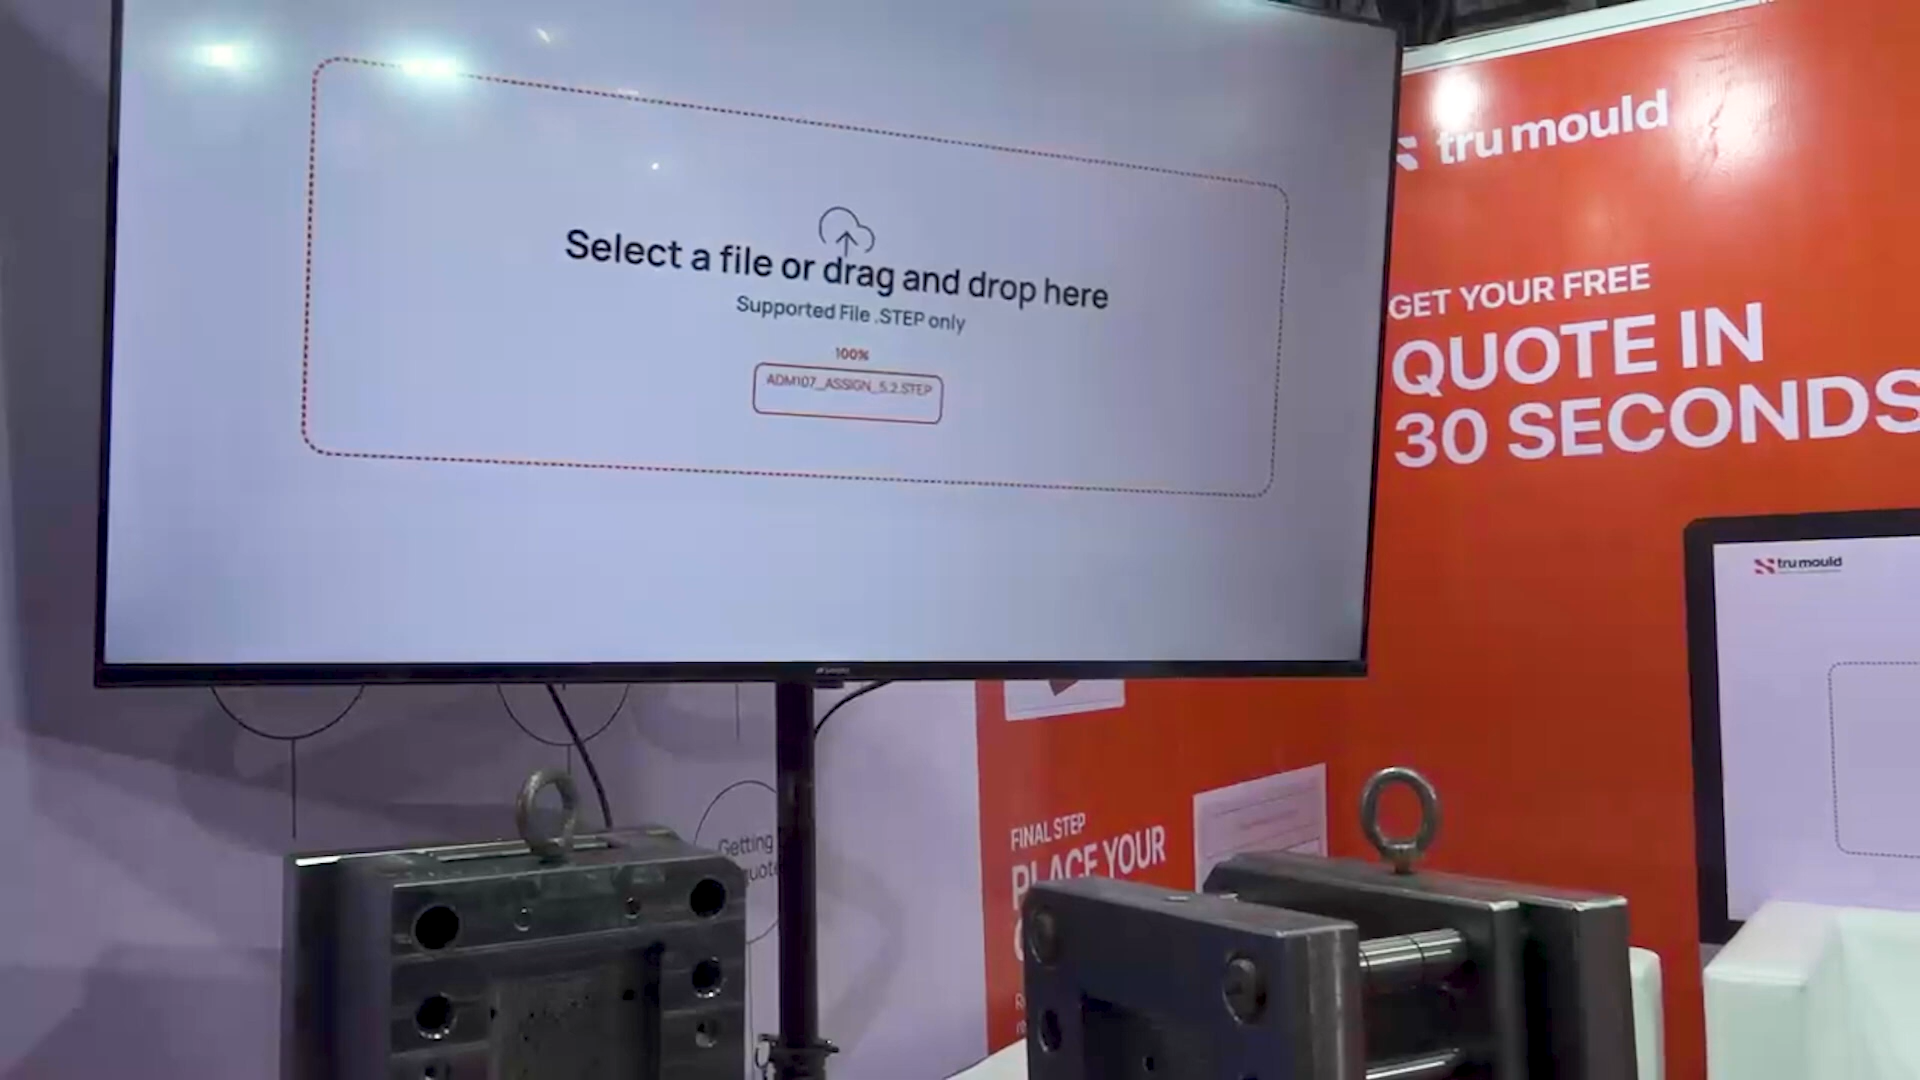 Select a file or drag and drop here
Supported File .STEP only
100%
ADM107_ASSIGN_5.2.STEP
tru mould
GET YOUR FREE
QUOTE IN
30 SECONDS
tru mould
Getting
quote
FINAL STEP
PLACE YOUR